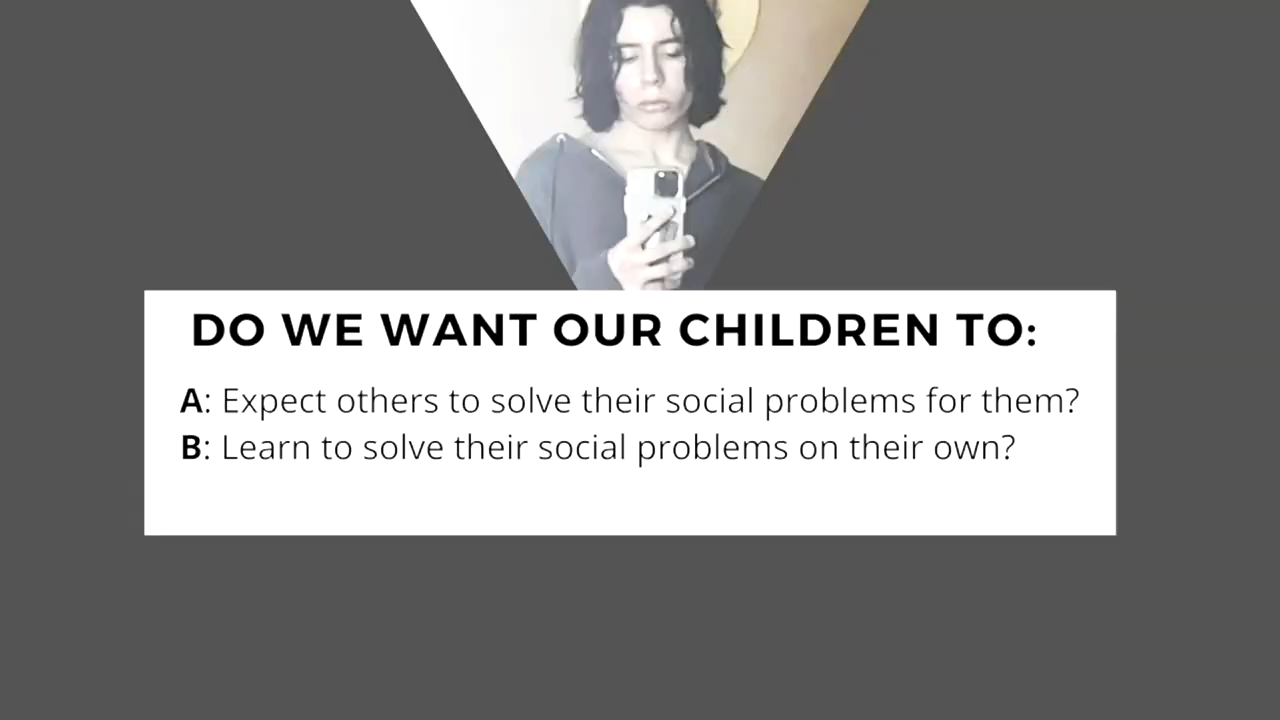 DO WE WANT OUR CHILDREN TO:
A: Expect others to solve their social problems for them?
B: Learn to solve their social problems on their own?